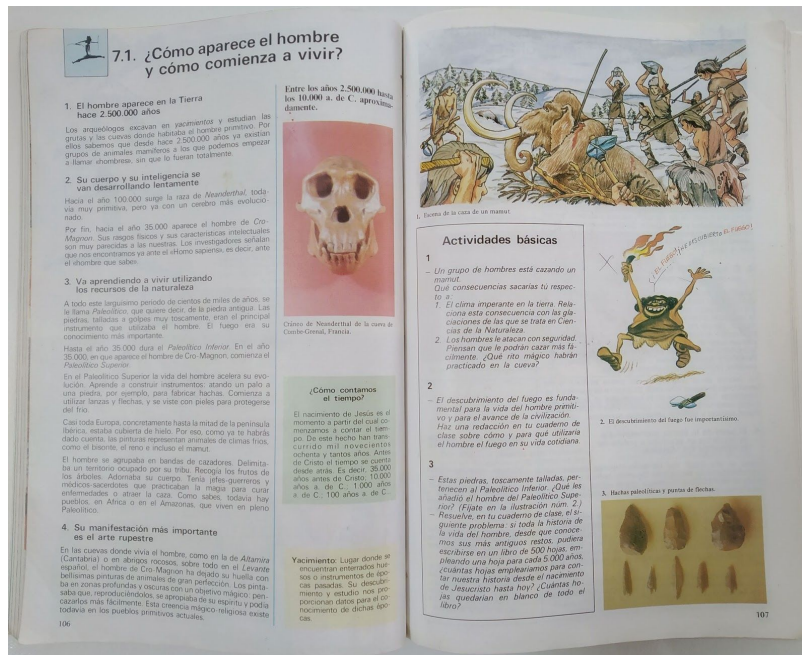 7.1. ¿Cómo aparece el hombre
y cómo comienza a vivir?
1. El hombre aparece en la Tierra
hace 2.500.000 años
Los arqueólogos excavan en yacimientos y estudian las
grutas y las cuevas donde habitaba el hombre primitivo. Por
ellos sabemos que desde hace 2.500.000 años ya existían
grupos de animales mamíferos a los que podemos empezar
a llamar «hombres», sin que lo fueran totalmente.
2. Su cuerpo y su inteligencia se
van desarrollando lentamente
Hacia el año 100.000 surge la raza de Neanderthal, toda-
vía muy primitiva, pero ya con un cerebro más evolucio-
nado.
Por fin, hacia el año 35.000 aparece el hombre de Cro-
Magnon. Sus rasgos físicos y sus características intelectuales
son muy parecidas a las nuestras. Los investigadores señalan
que nos encontramos ya ante el «Homo sapiens», es decir, ante
el «hombre que sabe».
3. Va aprendiendo a vivir utilizando
los recursos de la naturaleza
A todo este larguísimo periodo de cientos de miles de años, se
le llama Paleolítico, que quiere decir, de la piedra antigua. Las
piedras, talladas a golpes muy toscamente, eran el principal
instrumento que utilizaba el hombre. El fuego era su
conocimiento más importante.
Hasta el año 35.000 dura el Paleolítico Inferior. En el año
35.000, en que aparece el hombre de Cro-Magnon, comienza el
Paleolítico Superior.
En el Paleolítico Superior la vida del hombre acelera su evo-
lución. Aprende a construir instrumentos; atando un palo a
una piedra, por ejemplo, para fabricar hachas. Comienza a
utilizar lanzas y flechas, y se viste con pieles para protegerse
del frío.
Casi toda Europa, concretamente hasta la mitad de la península
Ibérica, estaba cubierta de hielo. Por eso, como ya te habrás
dado cuenta, las pinturas representan animales de climas fríos,
como el bisonte, el reno e incluso el mamut.
El hombre se agrupaba en bandas de cazadores. Delimita-
ba un territorio ocupado por su tribu. Recogía los frutos de
los árboles. Adornaba su cuerpo. Tenía jefes-guerreros y
médicos-sacerdotes que practicaban la magia para curar
enfermedades o atraer la caza. Como sabes, todavía hay
pueblos, en África o en el Amazonas, que viven en pleno
Paleolítico.
4. Su manifestación más importante
es el arte rupestre
En las cuevas donde vivía el hombre, como en la de Altamira
(Cantabria) o en abrigos rocosos, sobre todo en el Levante
español, el hombre de Cro-Magnon ha dejado su huella con
bellísimas pinturas de animales de gran perfección. Los pinta-
ba en zonas profundas y oscuras con un objetivo mágico: pen-
saba que, reproduciéndolos, se apropiaba de su espíritu y podía
cazarlos más fácilmente. Esta creencia mágico-religiosa existe
todavía en los pueblos primitivos actuales.
106
Entre los años 2.500.000 hasta
los 10.000 a. de C. aproxima-
damente.
Cráneo de Neanderthal de la cueva de
Combe-Grenal, Francia.
¿Cómo contamos
el tiempo?
El nacimiento de Jesús es el
momento a partir del cual co-
menzamos a contar el tiem-
po. De este hecho han trans-
currido mil novecientos
ochenta y tantos años. Antes
de Cristo el tiempo se cuenta
desde atrás. Es decir, 35.000
años antes de Cristo; 10.000
años a. de C.; 1.000 años
a. de C.; 100 años a. de C.
Yacimiento: Lugar donde se
encuentran enterrados hue-
sos o instrumentos de épo-
cas pasadas. Su descubri-
miento y estudio nos pro-
porcionan datos para el co-
nocimiento de dichas épo-
cas.
1. Escena de la caza de un mamut.
Actividades básicas
1
– Un grupo de hombres está cazando un
mamut.
Qué consecuencias sacarías tú respec-
to a:
1. El clima imperante en la tierra. Rela-
ciona esta consecuencia con las gla-
ciaciones de las que se trata en Cien-
cias de la Naturaleza.
2. Los hombres le atacan con seguridad.
Piensan que le podrán cazar más fá-
cilmente. ¿Qué rito mágico habrán
practicado en la cueva?
2
– El descubrimiento del fuego es funda-
mental para la vida del hombre primiti-
vo y para el avance de la civilización.
Haz una redacción en tu cuaderno de
clase sobre cómo y para qué utilizaría
el hombre el fuego en su vida cotidiana.
3
– Estas piedras, toscamente talladas, per-
tenecen al Paleolítico Inferior. ¿Qué les
añadió el hombre del Paleolítico Supe-
rior? (Fíjate en la ilustración núm. 2.)
– Resuelve, en tu cuaderno de clase, el si-
guiente problema: si toda la historia de
la vida del hombre, desde que conoce-
mos sus más antiguos restos, pudiera
escribirse en un libro de 500 hojas, em-
pleando una hoja para cada 5.000 años,
¿cuántas hojas emplearíamos para con-
tar nuestra historia desde el nacimiento
de Jesucristo hasta hoy? ¿Cuántas ho-
jas quedarían en blanco de todo el
libro?
¡¡EL FUEGO!! ¡HE DESCUBIERTO EL FUEGO!
2. El descubrimiento del fuego fue importantísimo.
3. Hachas paleolíticas y puntas de flechas.
107